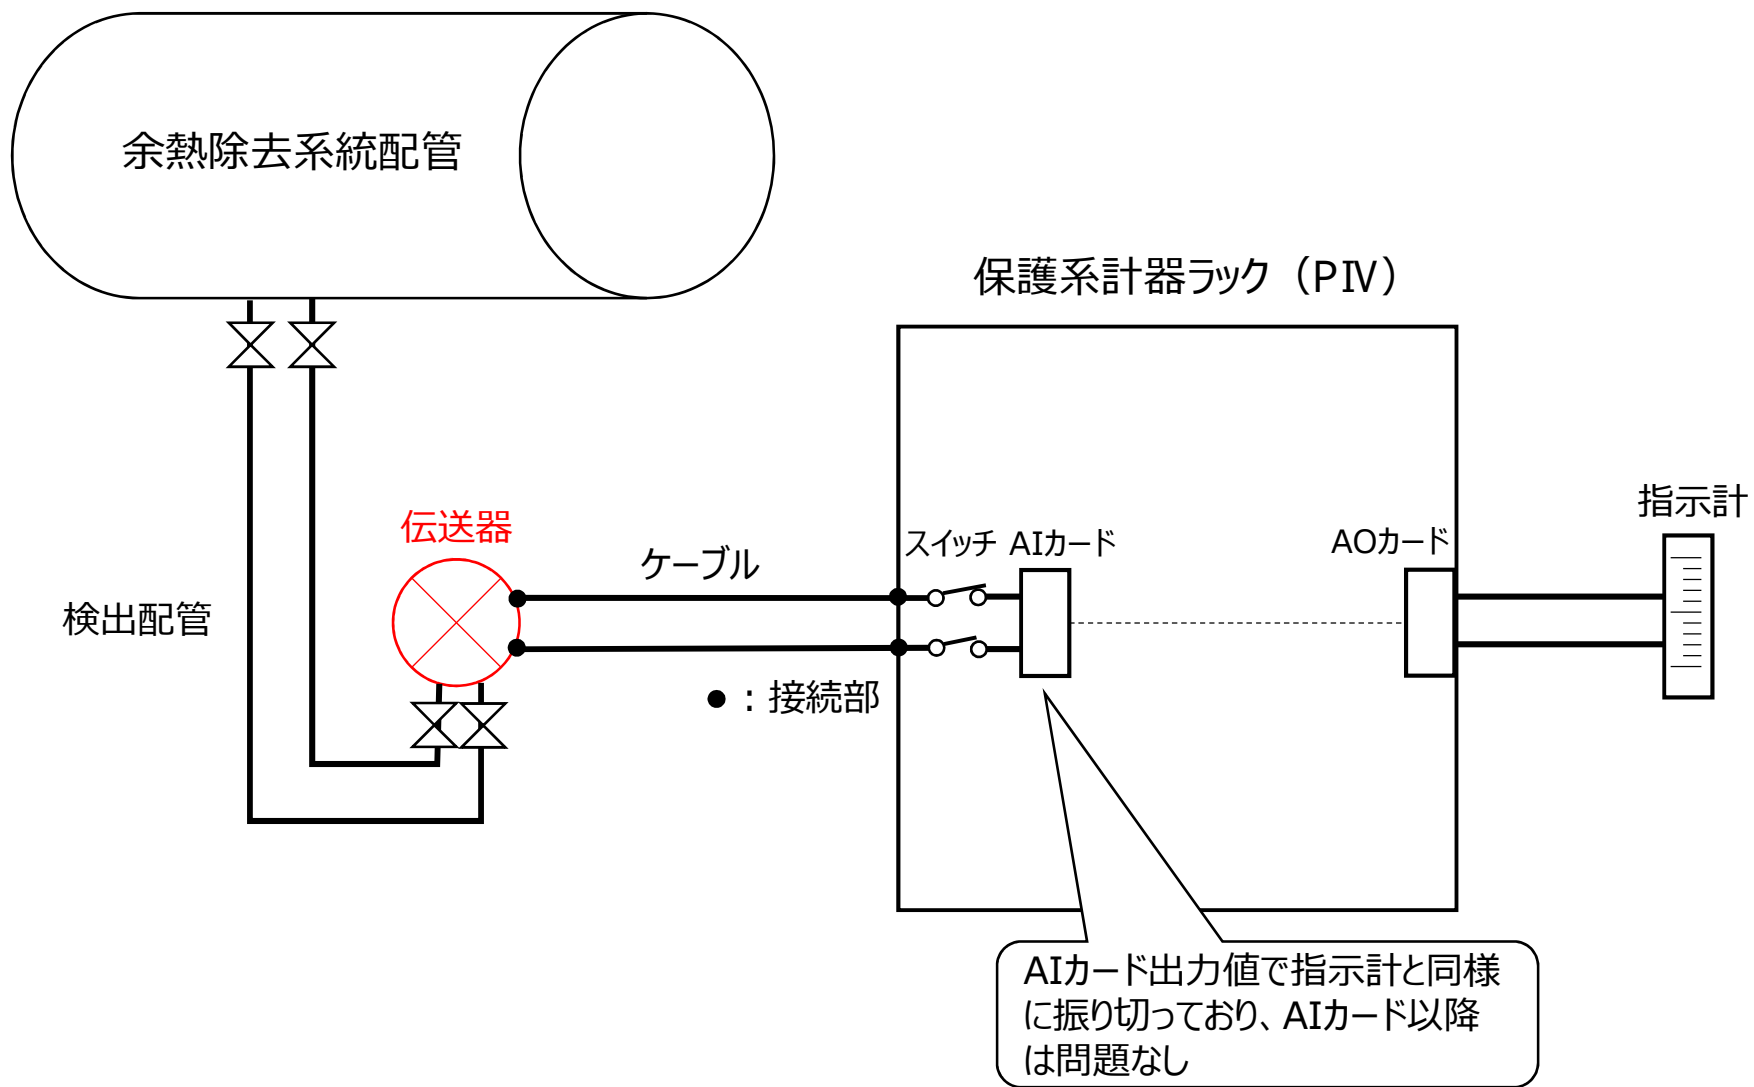 余熱除去系統配管
保護系計器ラック（PⅣ）
指示計
伝送器
ケーブル
スイッチ
AIカード
AOカード
検出配管
●：接続部
AIカード出力値で指示計と同様
に振り切っており、AIカード以降
は問題なし